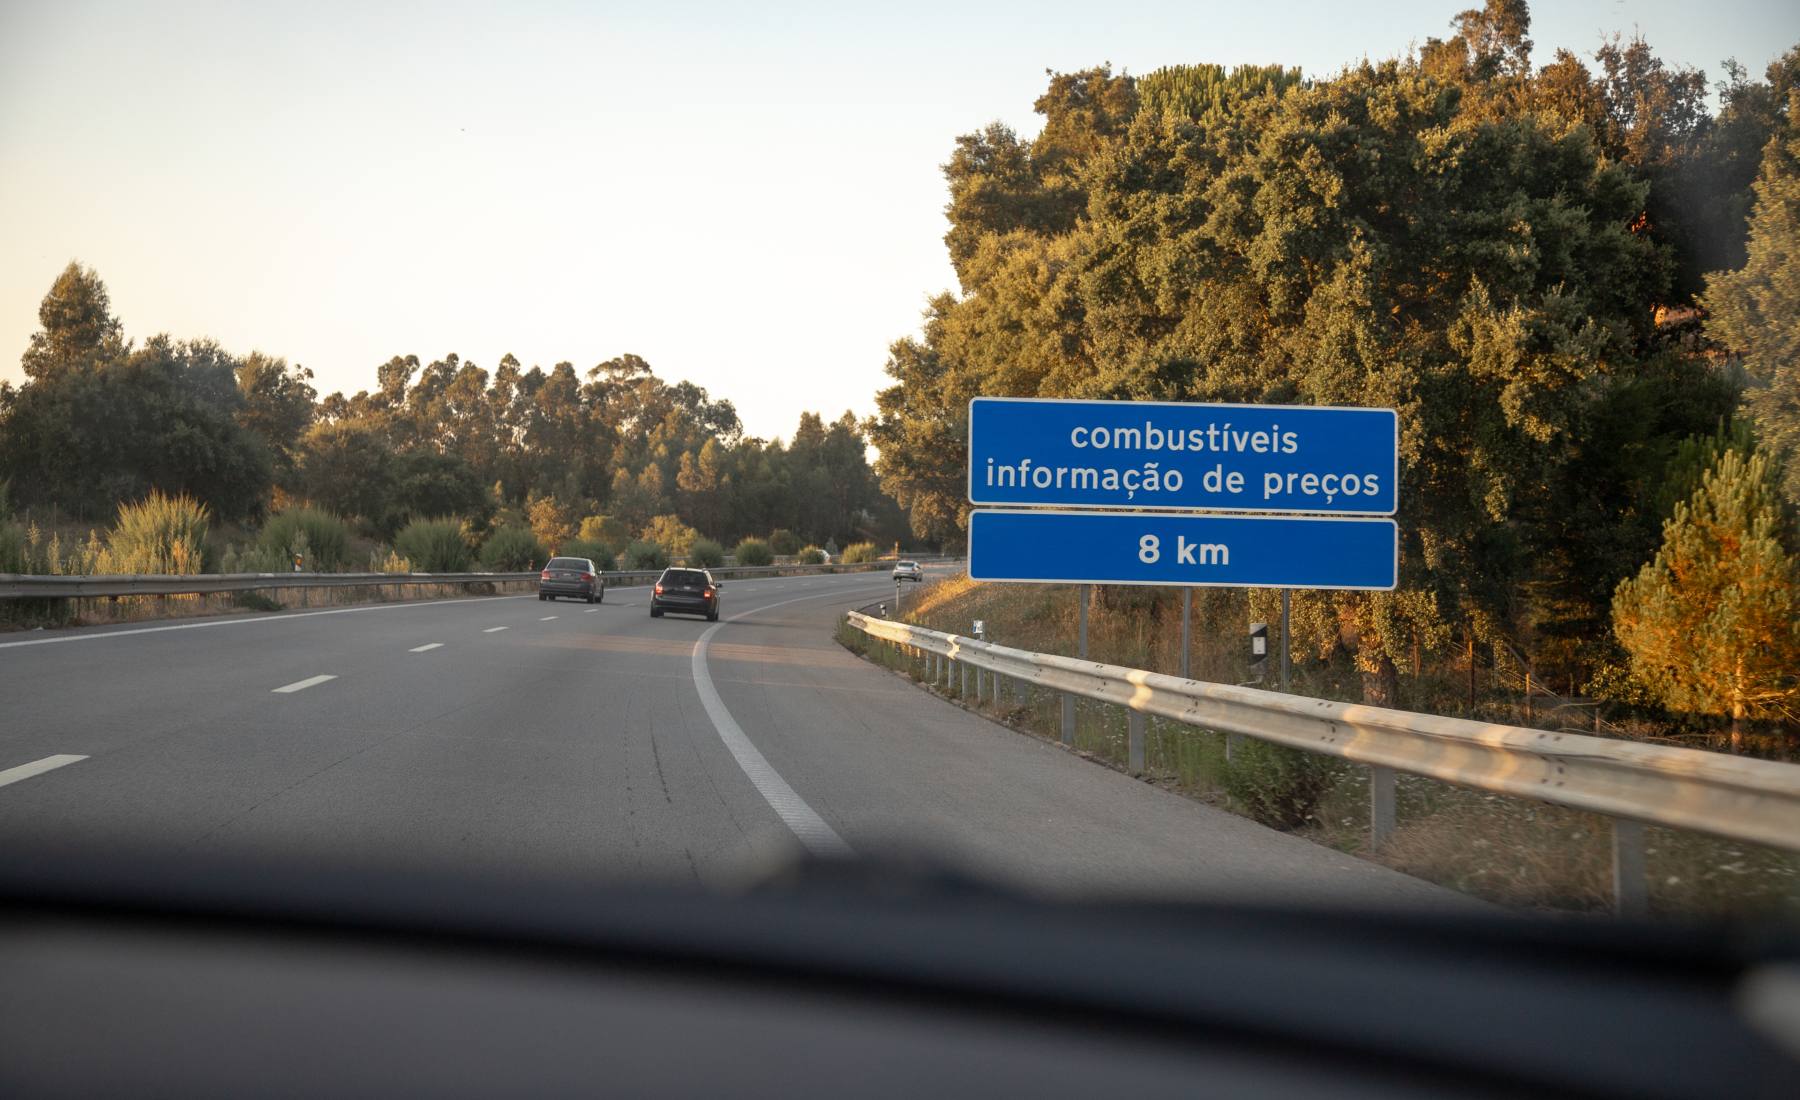 combustíveis
informação de preços
8 km